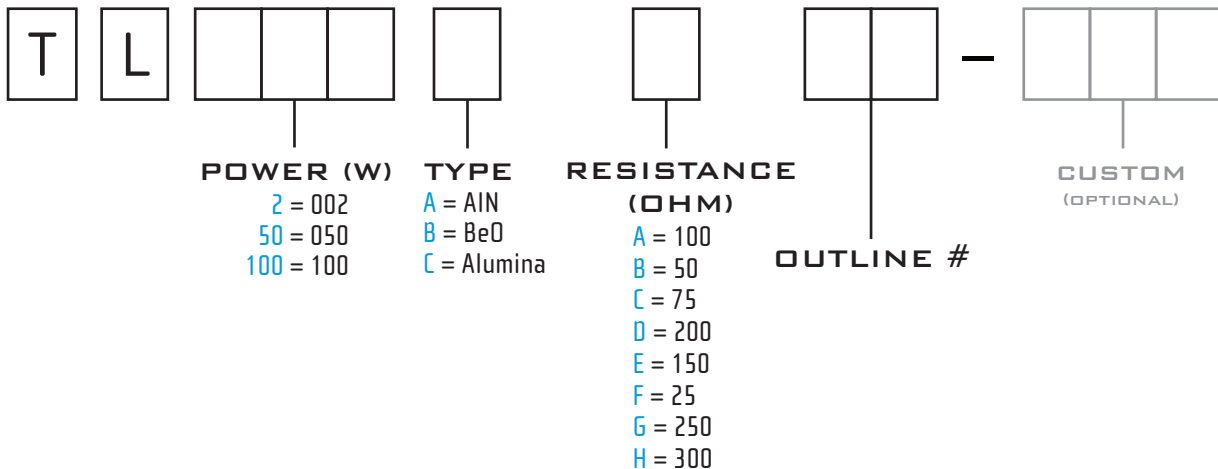 T L –
POWER (W)
2 = 002
50 = 050
100 = 100
TYPE
A = AlN
B = BeO
C = Alumina
RESISTANCE
(OHM)
A = 100
B = 50
C = 75
D = 200
E = 150
F = 25
G = 250
H = 300
OUTLINE #
CUSTOM
(OPTIONAL)